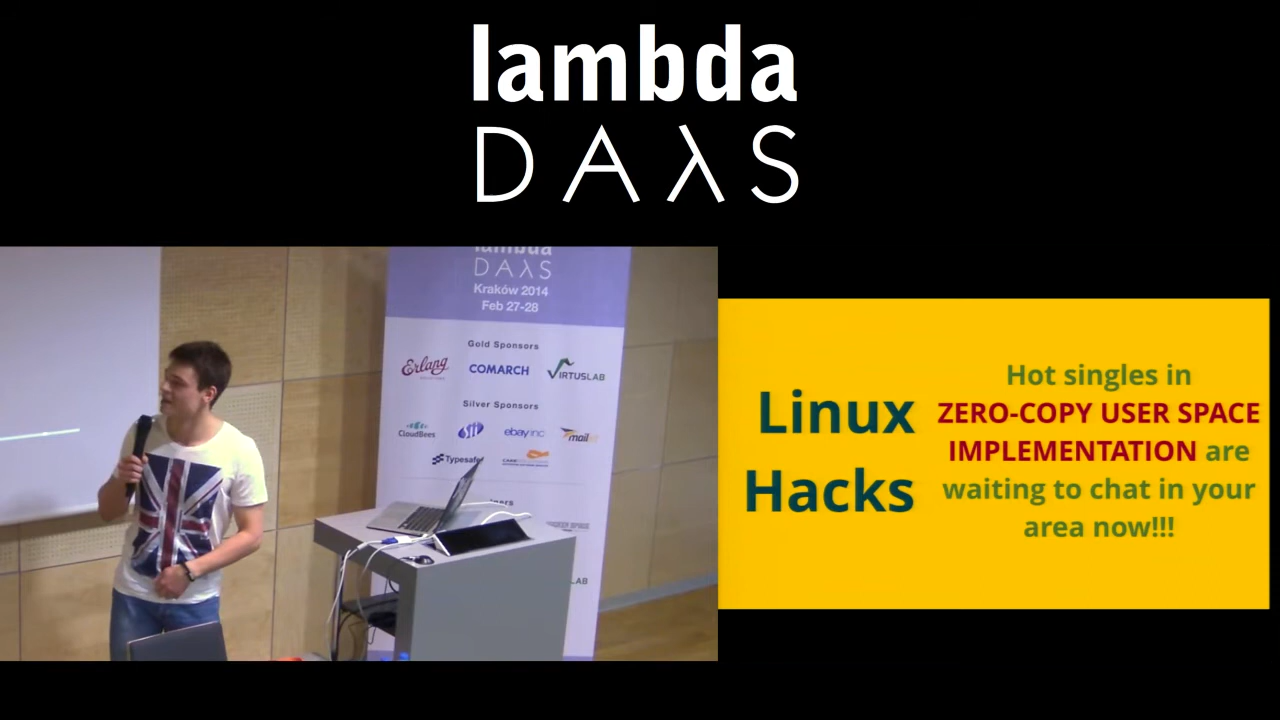 lambda
DAλS
lambda
DAλS
Kraków 2014
Feb 27-28
Gold Sponsors
Erlang
COMARCH
VIRTUSLAB
Silver Sponsors
CloudBees
ebay inc
Typesafe
Linux
Hacks
Hot singles in
ZERO-COPY USER SPACE
IMPLEMENTATION are
waiting to chat in your
area now!!!